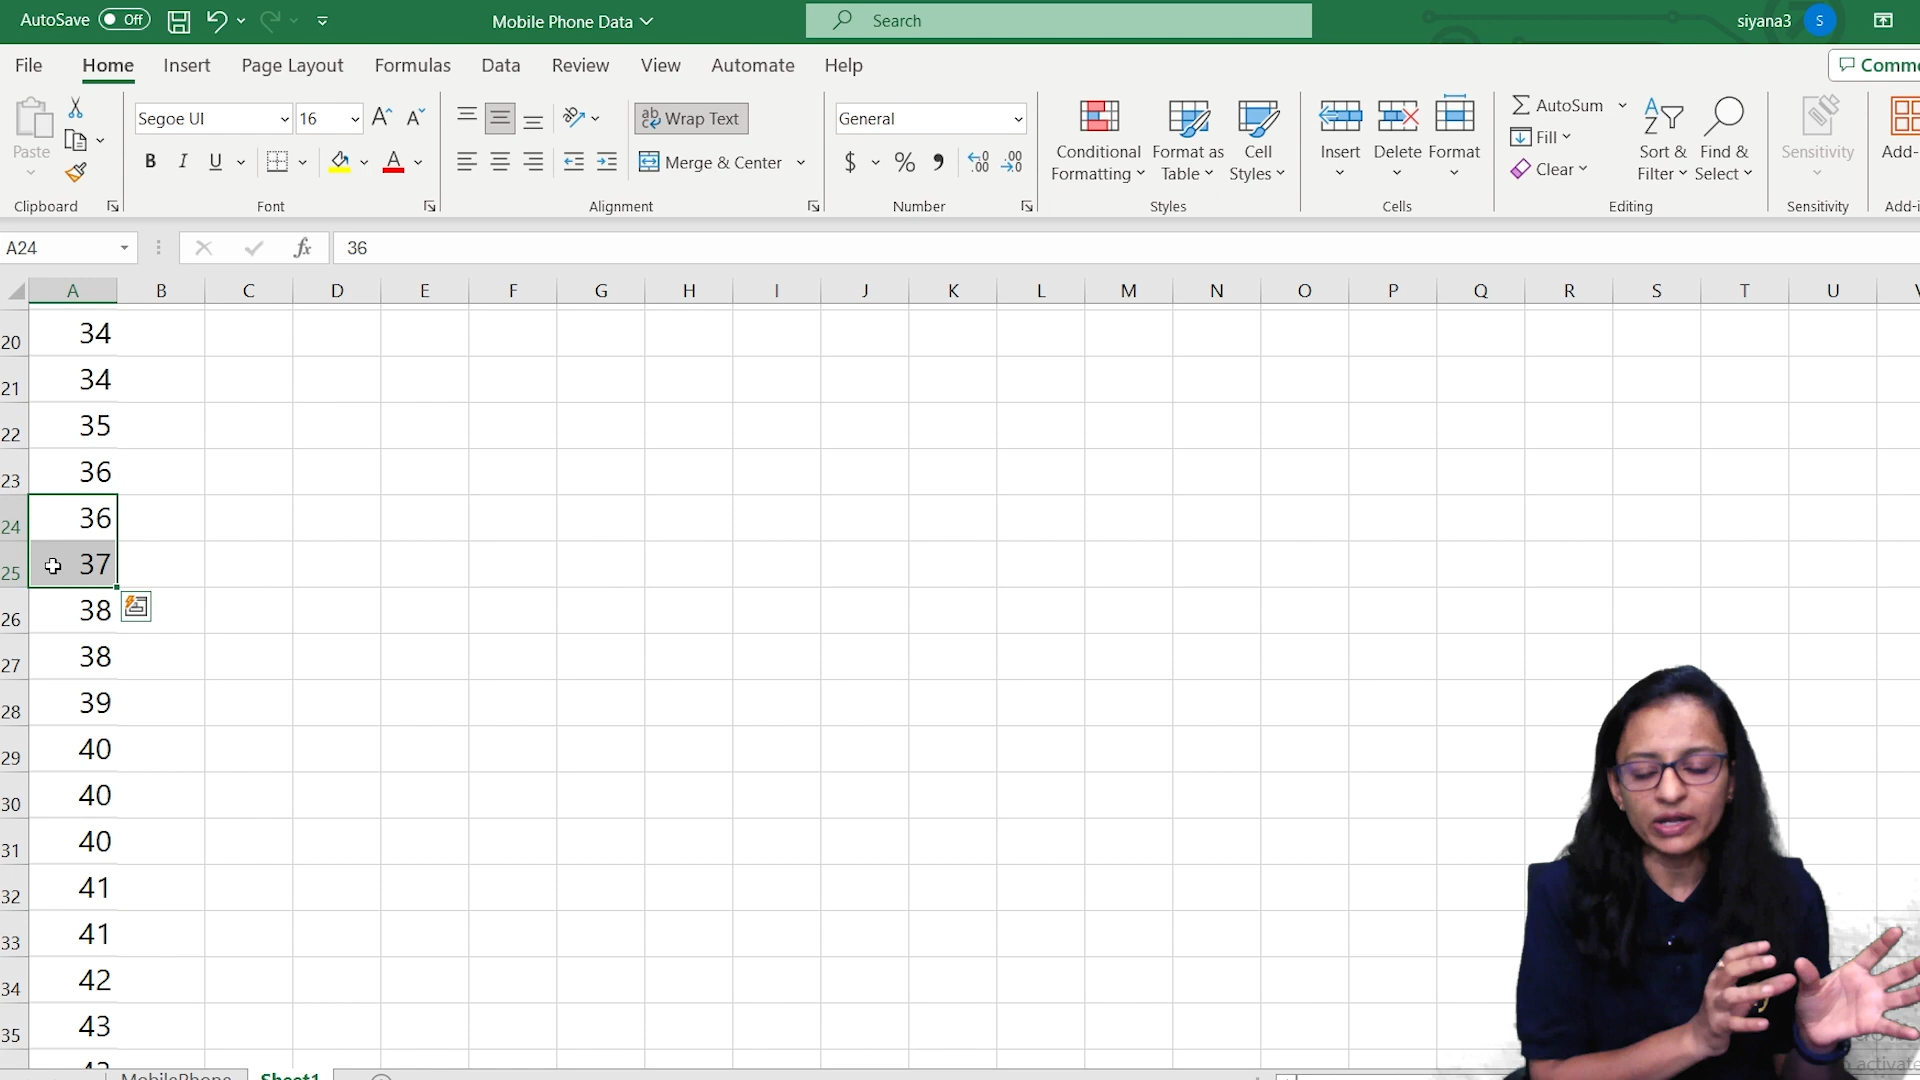 AutoSave Off Mobile Phone Data Search siyana3 S
File Home Insert Page Layout Formulas Data Review View Automate Help Comme
Segoe UI 16 Wrap Text General AutoSum
Paste Conditional Format as Cell Insert Delete Format Fill Sort & Find & Sensitivity Add-
B I U Merge & Center $ % Formatting Table Styles Clear Filter Select
Clipboard Font Alignment Number Styles Cells Editing Sensitivity Add-i
A24 fx 36
A B C D E F G H I J K L M N O P Q R S T U
20 34
21 34
22 35
23 36
24 36
25 37
26 38
27 38
28 39
29 40
30 40
31 40
32 41
33 41
34 42
35 43
MobilePhone Sheet1